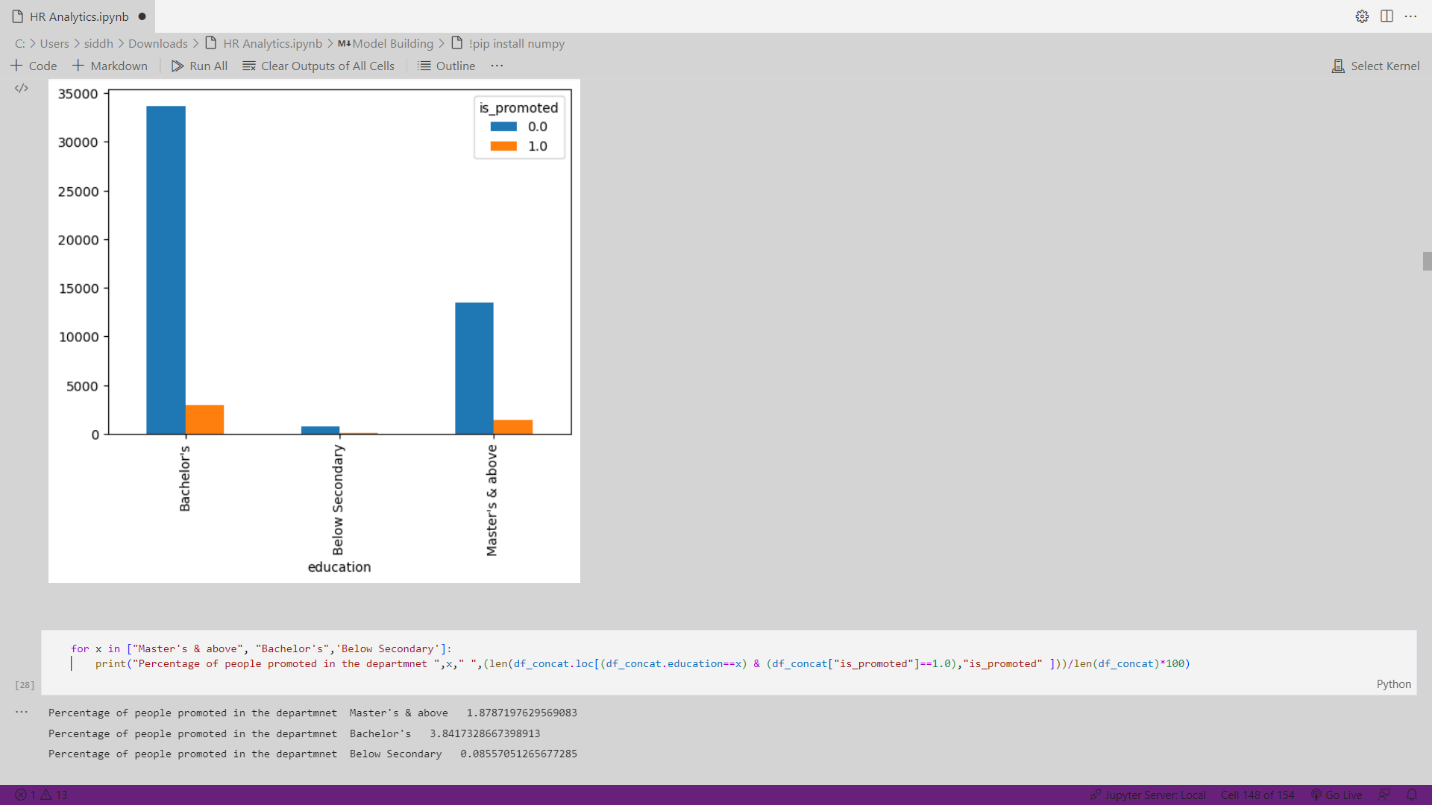 HR Analytics.ipynb
C: > Users > siddh > Downloads > HR Analytics.ipynb > M↓Model Building > !pip install numpy
+ Code + Markdown Run All Clear Outputs of All Cells Outline ... Select Kernel
35000
30000
25000
20000
15000
10000
5000
0
is_promoted
0.0
1.0
Bachelor's
Below Secondary
Master's & above
education
for x in ["Master's & above", "Bachelor's",'Below Secondary']:
print("Percentage of people promoted in the departmnet ",x," ",(len(df_concat.loc[(df_concat.education==x) & (df_concat["is_promoted"]==1.0),"is_promoted" ]))/len(df_concat)*100)
[28]
Python
... Percentage of people promoted in the departmnet  Master's & above   1.8787197629569083
Percentage of people promoted in the departmnet  Bachelor's   3.8417328667398913
Percentage of people promoted in the departmnet  Below Secondary   0.08557051265677285
1 13 Jupyter Server: Local Cell 148 of 154 Go Live